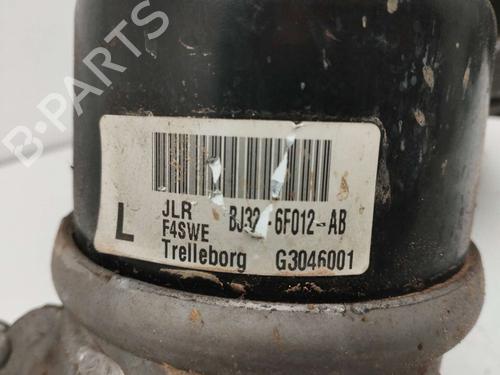 B-PARTS
L
JLR BJ32-6F012-AB
F4SWE
Trelleborg G3046001